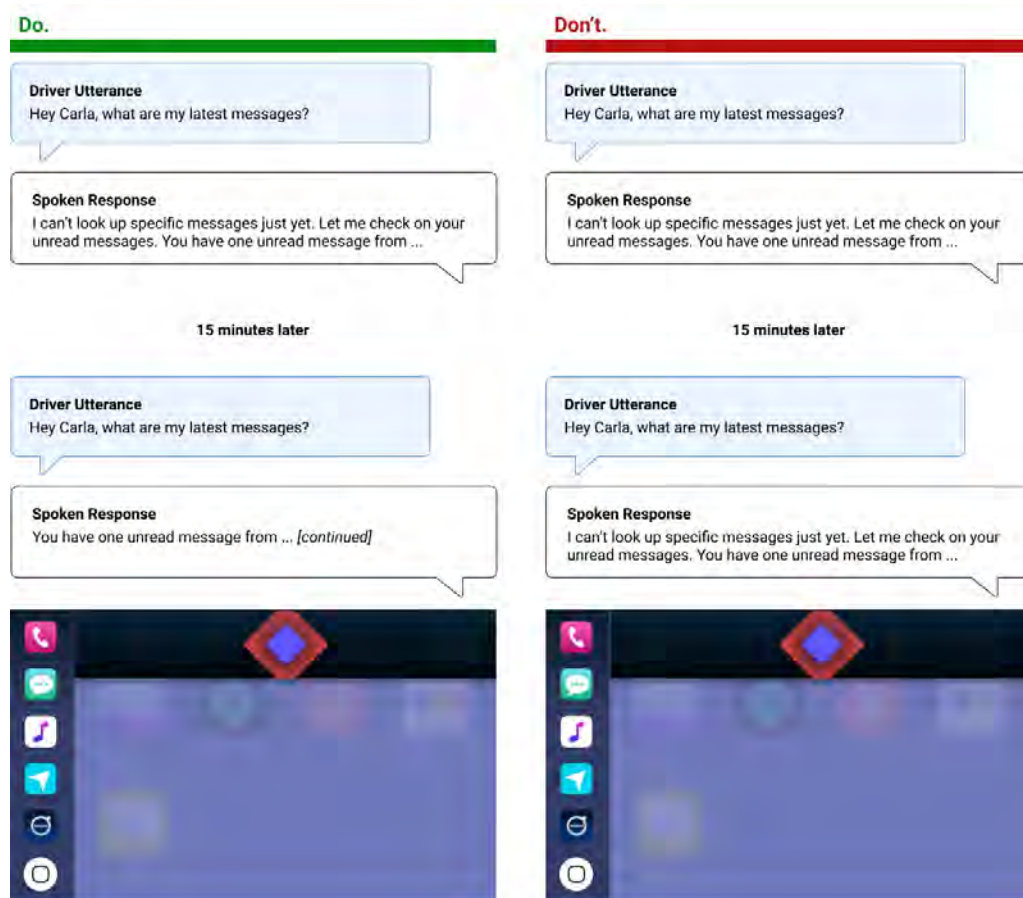 Do.
Driver Utterance
Hey Carla, what are my latest messages?
Spoken Response
I can't look up specific messages just yet. Let me check on your
unread messages. You have one unread message from ...
15 minutes later
Driver Utterance
Hey Carla, what are my latest messages?
Spoken Response
You have one unread message from ... [continued]
Don't.
Driver Utterance
Hey Carla, what are my latest messages?
Spoken Response
I can't look up specific messages just yet. Let me check on your
unread messages. You have one unread message from ...
15 minutes later
Driver Utterance
Hey Carla, what are my latest messages?
Spoken Response
I can't look up specific messages just yet. Let me check on your
unread messages. You have one unread message from ...